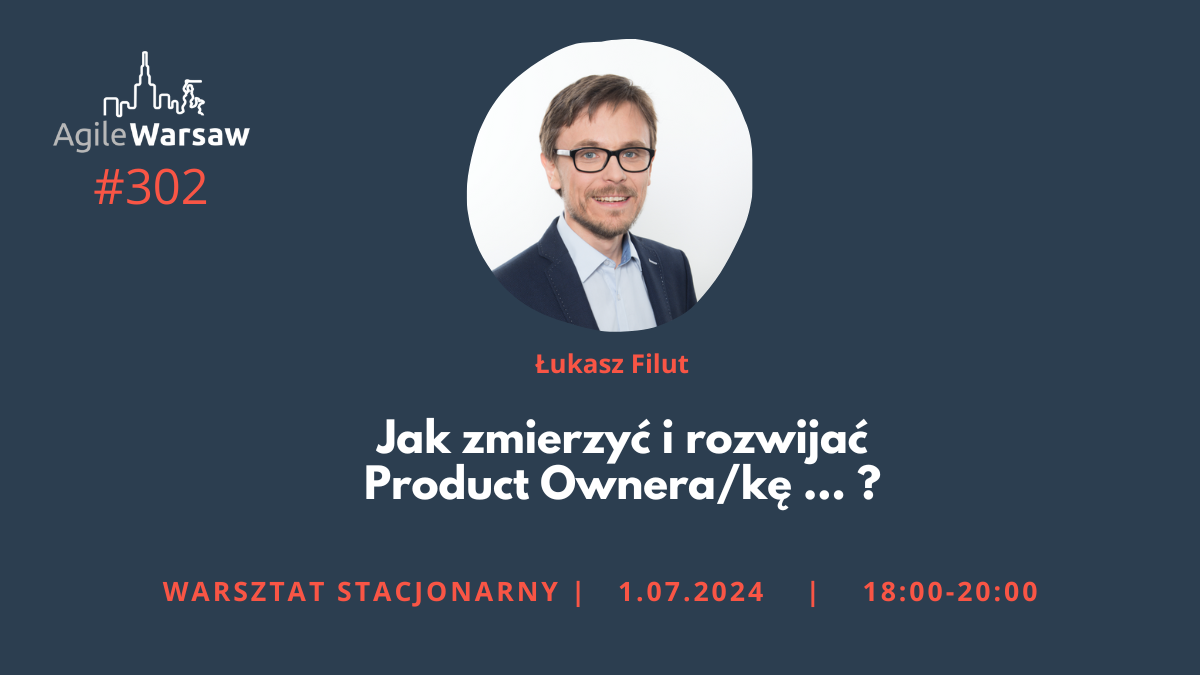 AgileWarsaw
#302
Łukasz Filut
Jak zmierzyć i rozwijać
Product Ownera/kę ... ?
WARSZTAT STACJONARNY | 1.07.2024 | 18:00-20:00